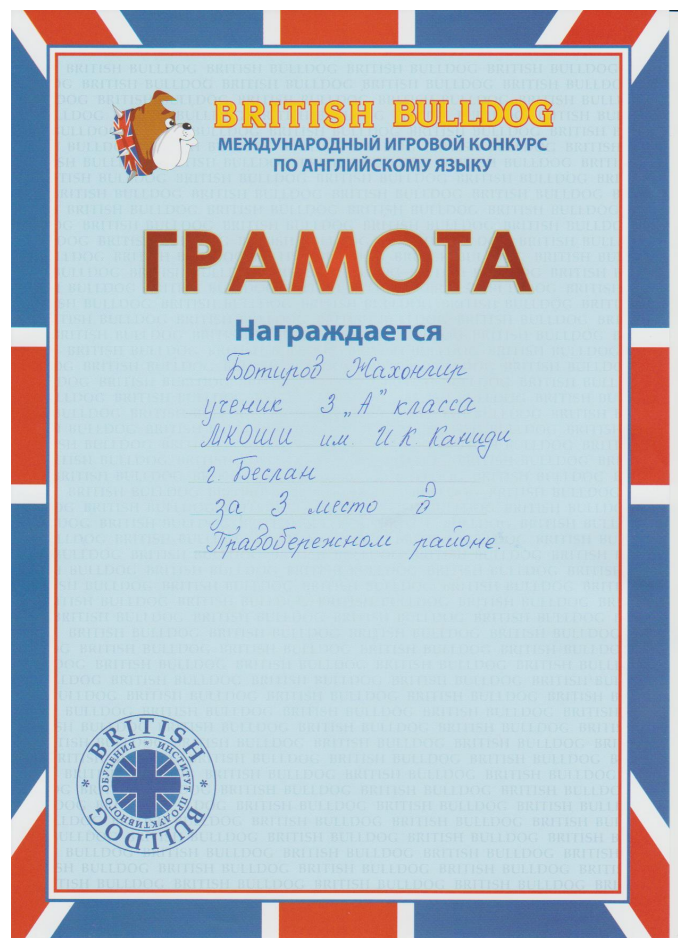 BRITISH BULLDOG
МЕЖДУНАРОДНЫЙ ИГРОВОЙ КОНКУРС
ПО АНГЛИЙСКОМУ ЯЗЫКУ
ГРАМОТА
Награждается
Ботиров Жахонгир
ученик 3 „А” класса
МКОШИ им. И.К. Каниди
г. Беслан
за 3 место в
Правобережном районе.
BRITISH BULLDOG
ИНСТИТУТ ПРОДУКТИВНОГО ОБУЧЕНИЯ